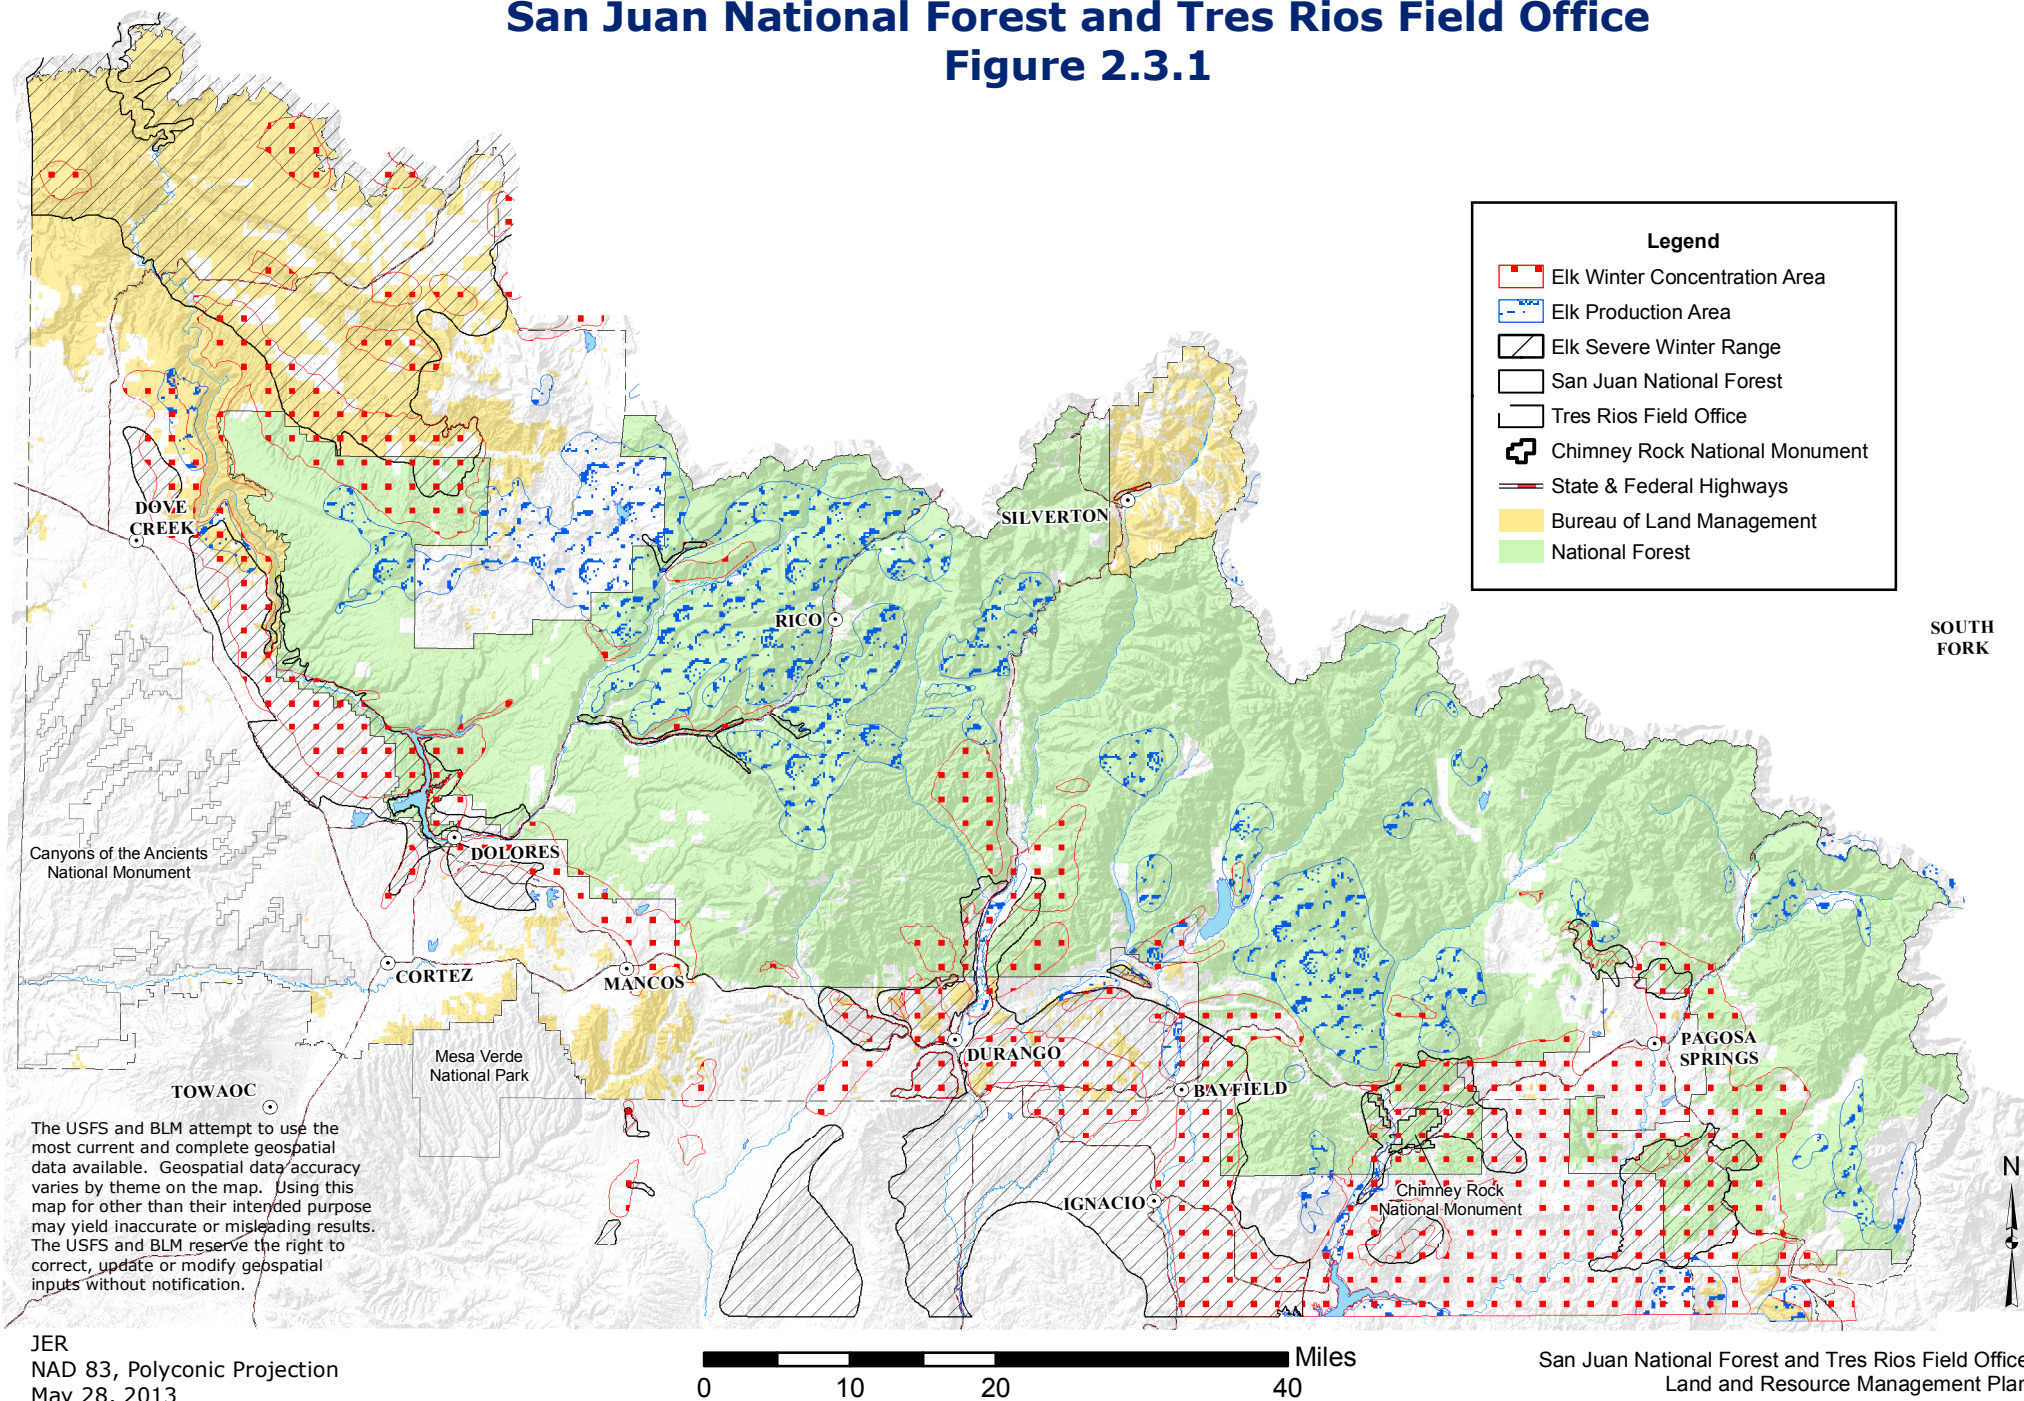 San Juan National Forest and Tres Rios Field Office
Figure 2.3.1
Legend
Elk Winter Concentration Area
Elk Production Area
Elk Severe Winter Range
San Juan National Forest
Tres Rios Field Office
Chimney Rock National Monument
State & Federal Highways
Bureau of Land Management
National Forest
DOVE
CREEK
SILVERTON
RICO
SOUTH
FORK
DOLORES
Canyons of the Ancients
National Monument
CORTEZ
MANCOS
Mesa Verde
National Park
DURANGO
PAGOSA
SPRINGS
TOWAOC
BAYFIELD
IGNACIO
Chimney Rock
National Monument
The USFS and BLM attempt to use the
most current and complete geospatial
data available. Geospatial data accuracy
varies by theme on the map. Using this
map for other than their intended purpose
may yield inaccurate or misleading results.
The USFS and BLM reserve the right to
correct, update or modify geospatial
inputs without notification.
N
JER
NAD 83, Polyconic Projection
May 28, 2013
Miles
0 10 20 40
San Juan National Forest and Tres Rios Field Office
Land and Resource Management Plan